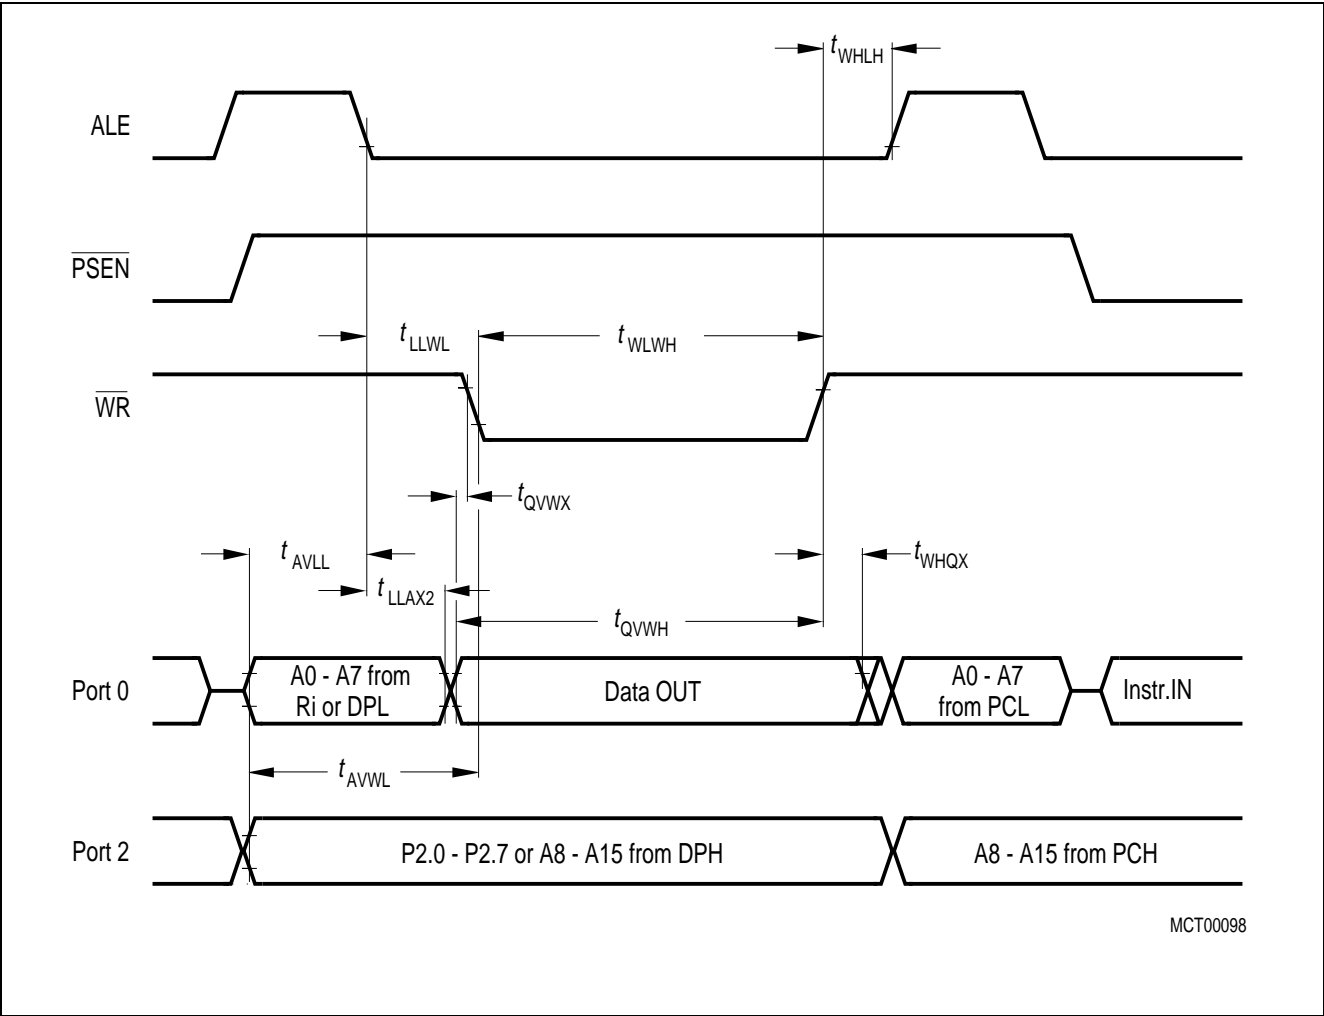 t WHLH
ALE
PSEN
t LLWL
t WLWH
WR
t QVWX
t AVLL
t WHQX
t LLAX2
t QVWH
Port 0
A0 - A7 from
Ri or DPL
Data OUT
A0 - A7
from PCL
Instr.IN
t AVWL
Port 2
P2.0 - P2.7 or A8 - A15 from DPH
A8 - A15 from PCH
MCT00098